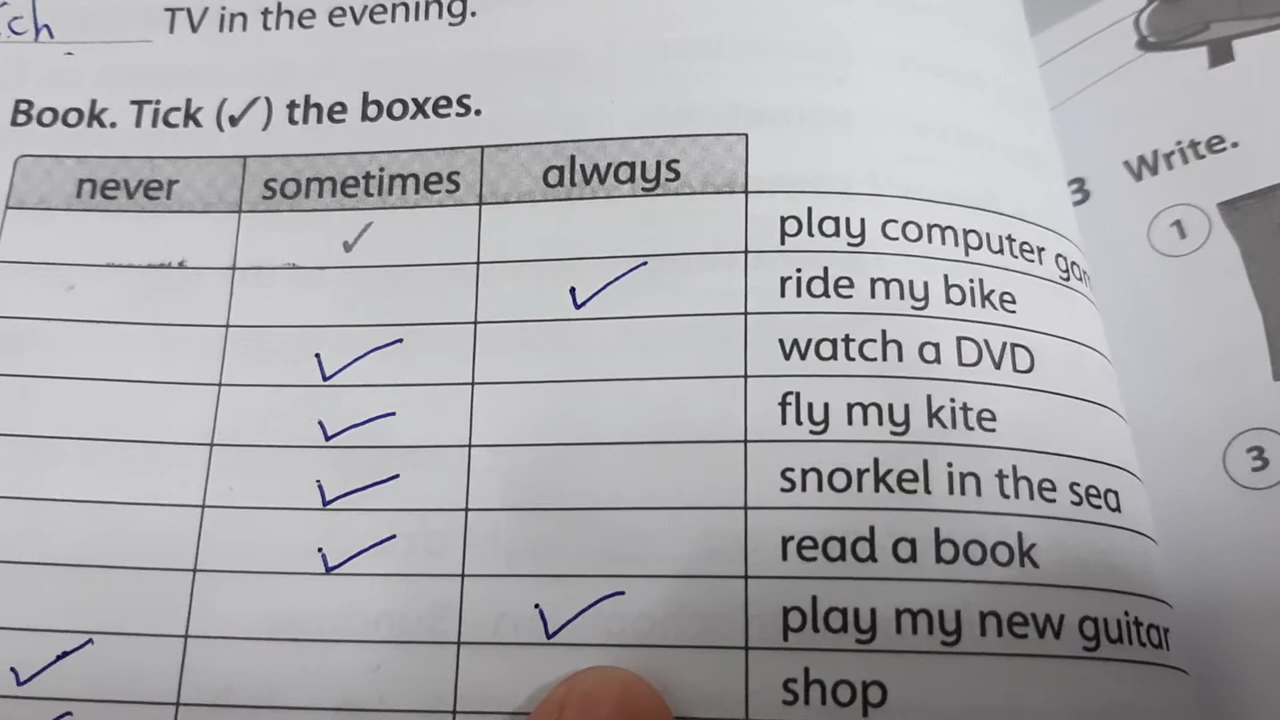 ch TV in the evening.
Book. Tick (✓) the boxes.
never sometimes always
✓ play computer
✓ ride my bike
✓ watch a DVD
✓ fly my kite
✓ snorkel in the sea
✓ read a book
✓ play my new guitar
✓ shop
3 Write.
1
3